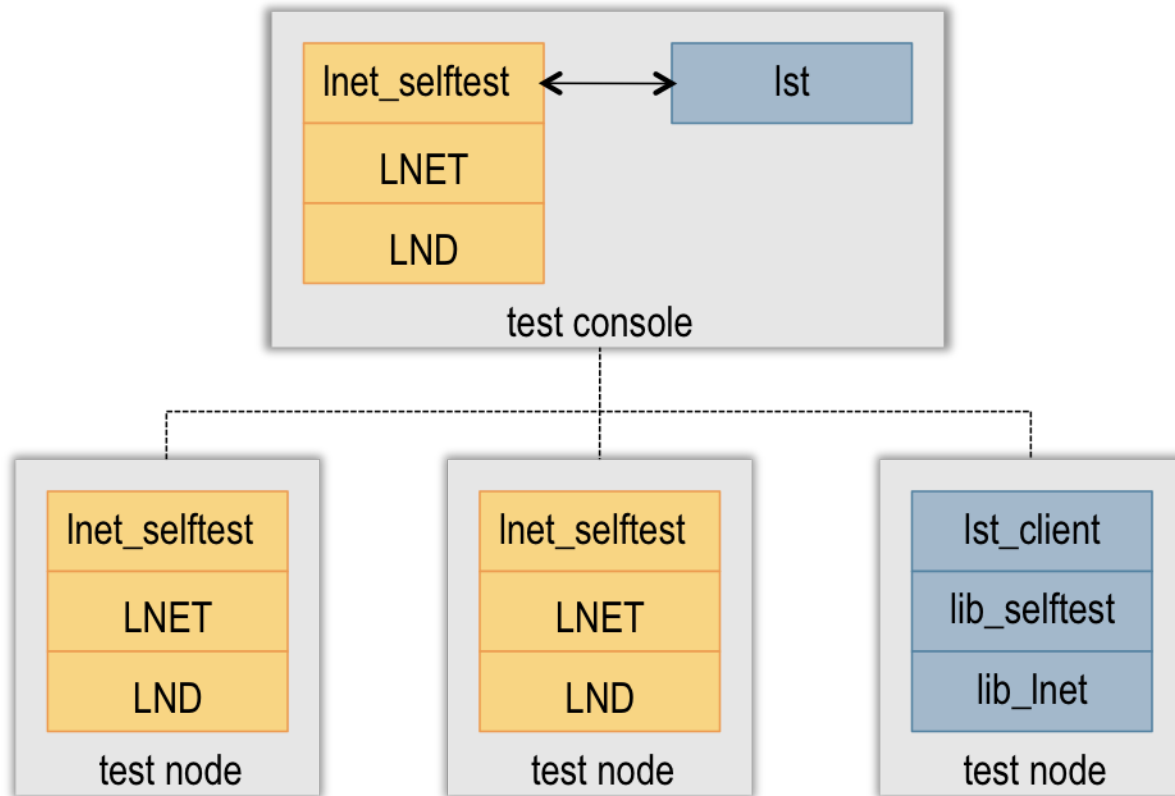 lnet_selftest
lst
LNET
LND
test console
lnet_selftest
lnet_selftest
lst_client
LNET
LNET
lib_selftest
LND
LND
lib_lnet
test node
test node
test node